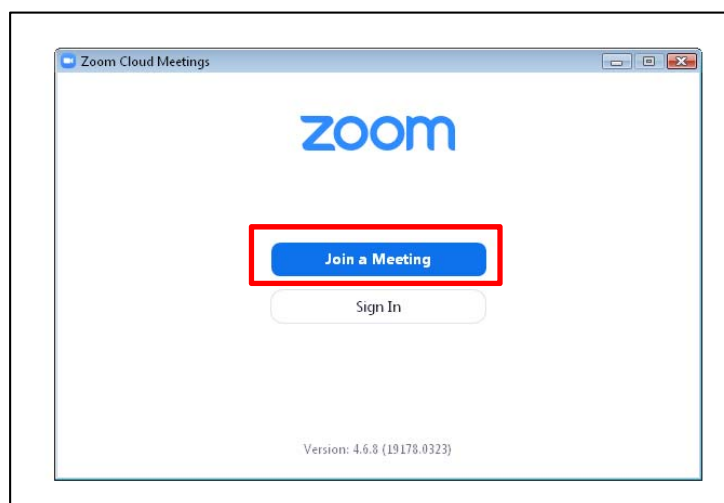 Zoom Cloud Meetings
zoom
Join a Meeting
Sign In
Version: 4.6.8 (19178.0323)